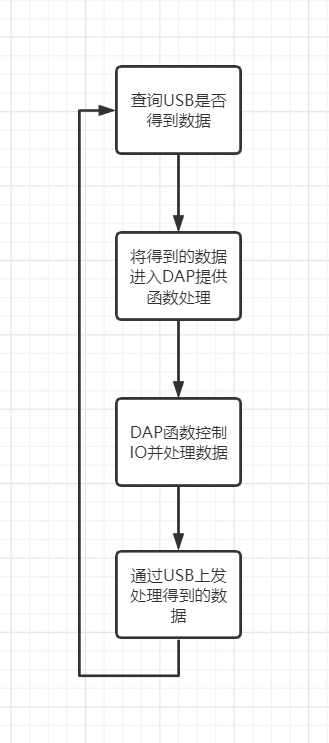 查询USB是否
得到数据
将得到的数据
进入DAP提供
函数处理
DAP函数控制
IO并处理数据
通过USB上发
处理得到的数
据